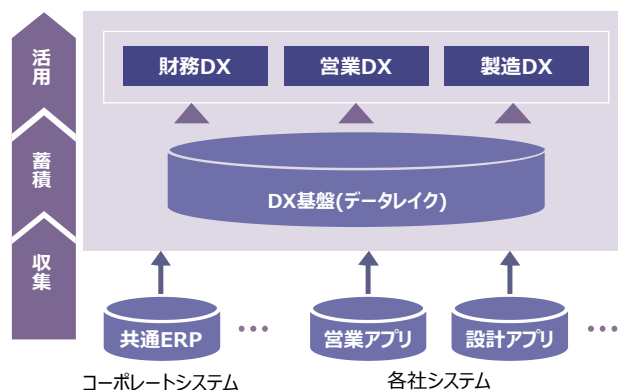 活用
財務DX
営業DX
製造DX
蓄積
DX基盤(データレイク)
収集
共通ERP
•••
営業アプリ
設計アプリ
•••
コーポレートシステム
各社システム